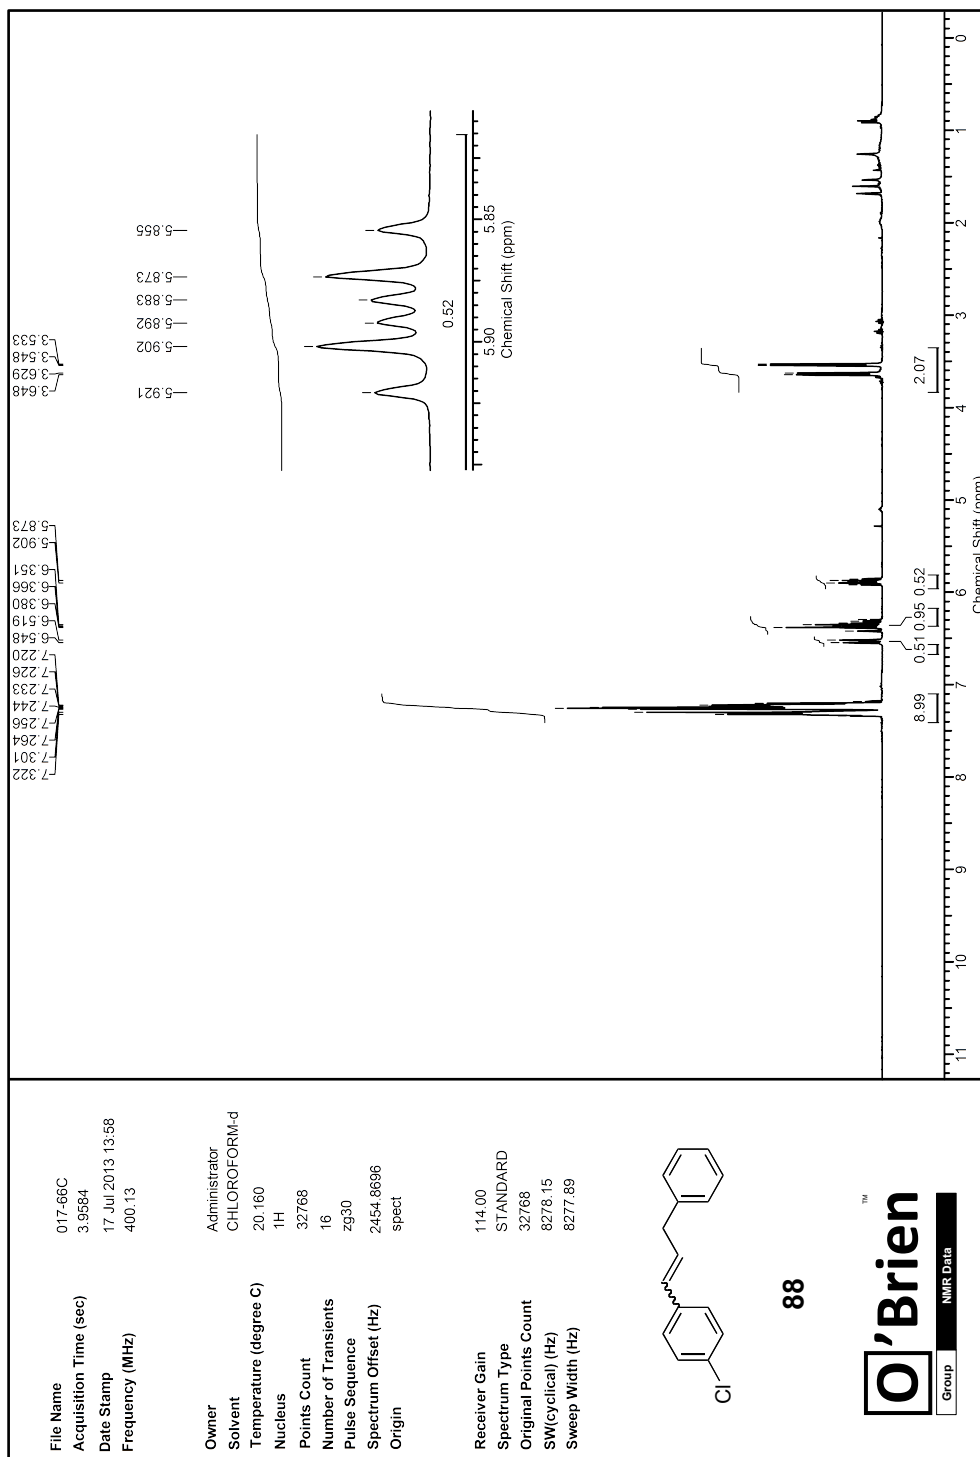 File Name 017-66C
Acquisition Time (sec) 3.9584
Date Stamp 17 Jul 2013 13:58
Frequency (MHz) 400.13
Owner Administrator
Solvent CHLOROFORM-d
Temperature (degree C) 20.160
Nucleus 1H
Points Count 32768
Number of Transients 16
Pulse Sequence zg30
Spectrum Offset (Hz) 2454.8696
Origin spect
Receiver Gain 114.00
Spectrum Type STANDARD
Original Points Count 32768
SW(cyclical) (Hz) 8278.15
Sweep Width (Hz) 8277.89
Cl
88
O'Brien ™
Group NMR Data
7.322
7.301
7.264
7.256
7.244
7.233
7.226
7.220
6.548
6.519
6.380
6.366
6.351
5.902
5.873
3.648
3.629
3.548
3.533
5.921
5.902
5.892
5.883
5.873
5.855
0.52
5.90 5.85
Chemical Shift (ppm)
8.99 0.51 0.95 0.52 2.07
11 10 9 8 7 6 5 4 3 2 1 0
Chemical Shift (ppm)